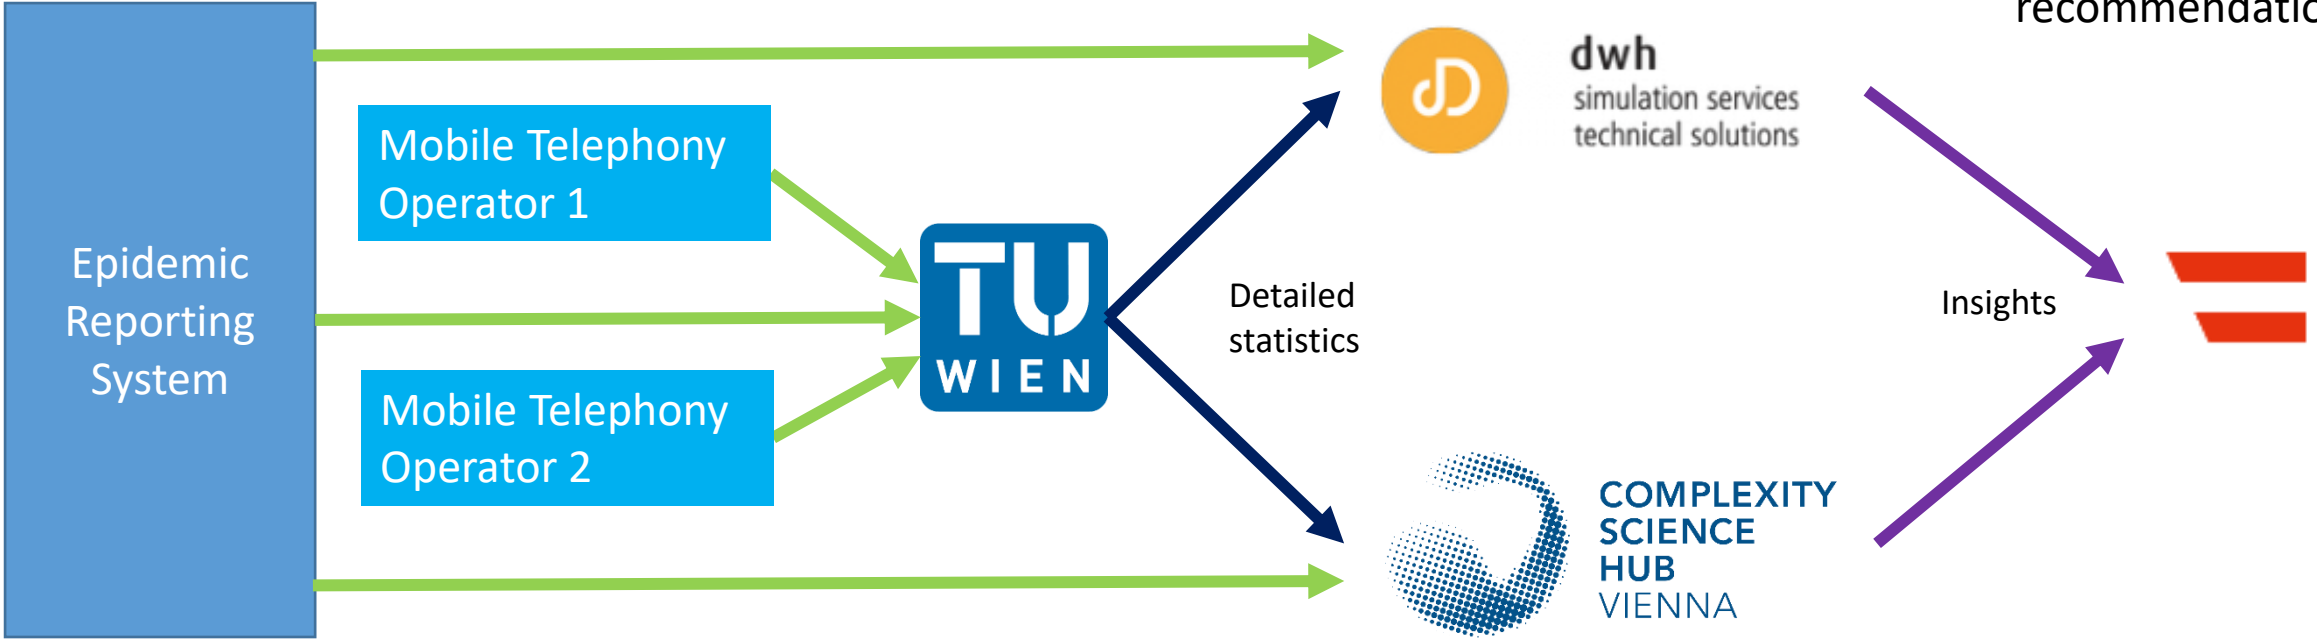 recommendatio
Epidemic
Reporting
System
Mobile Telephony
Operator 1
Mobile Telephony
Operator 2
TU
WIEN
Detailed
statistics
dwh
simulation services
technical solutions
COMPLEXITY
SCIENCE
HUB
VIENNA
Insights